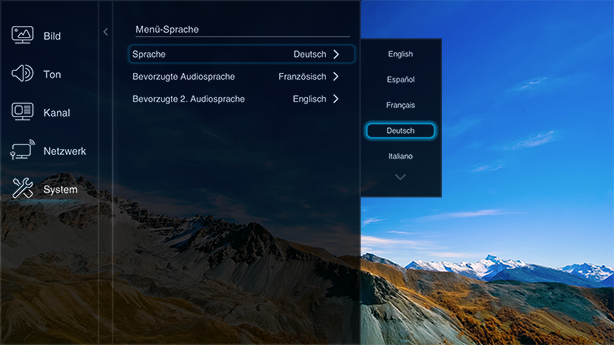 Bild
Ton
Kanal
Netzwerk
System
Menü-Sprache
Sprache Deutsch
Bevorzugte Audiosprache Französisch
Bevorzugte 2. Audiosprache Englisch
English
Español
Français
Deutsch
Italiano